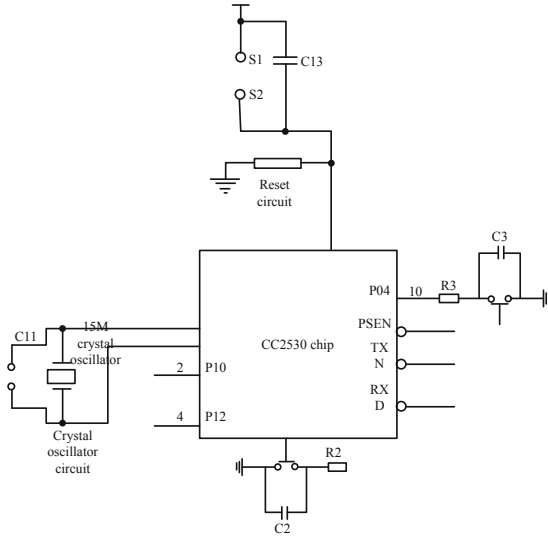 S1
C13
S2
Reset
circuit
C3
P04
10
R3
PSEN
C11
15M
crystal
oscillator
CC2530 chip
TX
N
2
P10
RX
D
4
P12
Crystal
oscillator
circuit
R2
C2